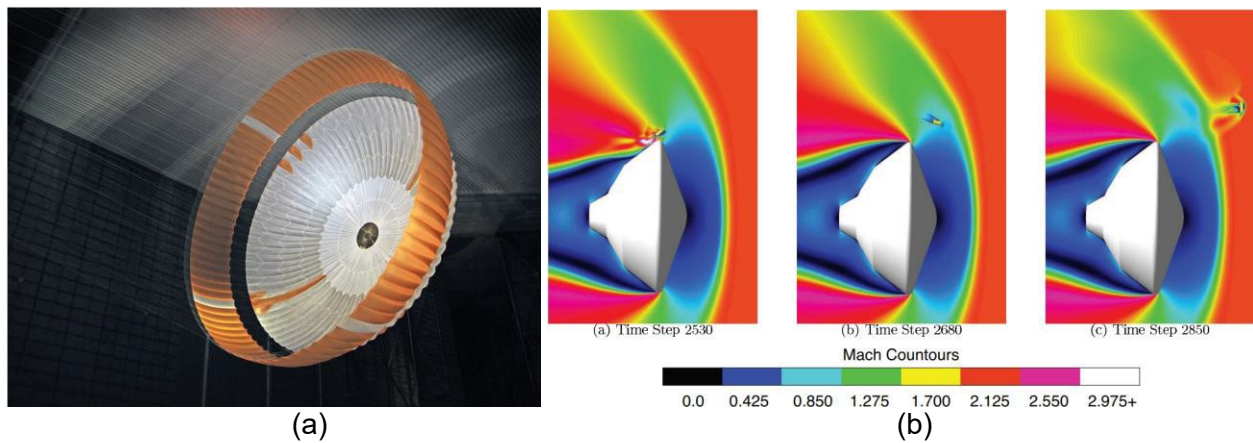 (a) Time Step 2530
(b) Time Step 2680
(c) Time Step 2850
Mach Countours
0.0 0.425 0.850 1.275 1.700 2.125 2.550 2.975+
(a)
(b)